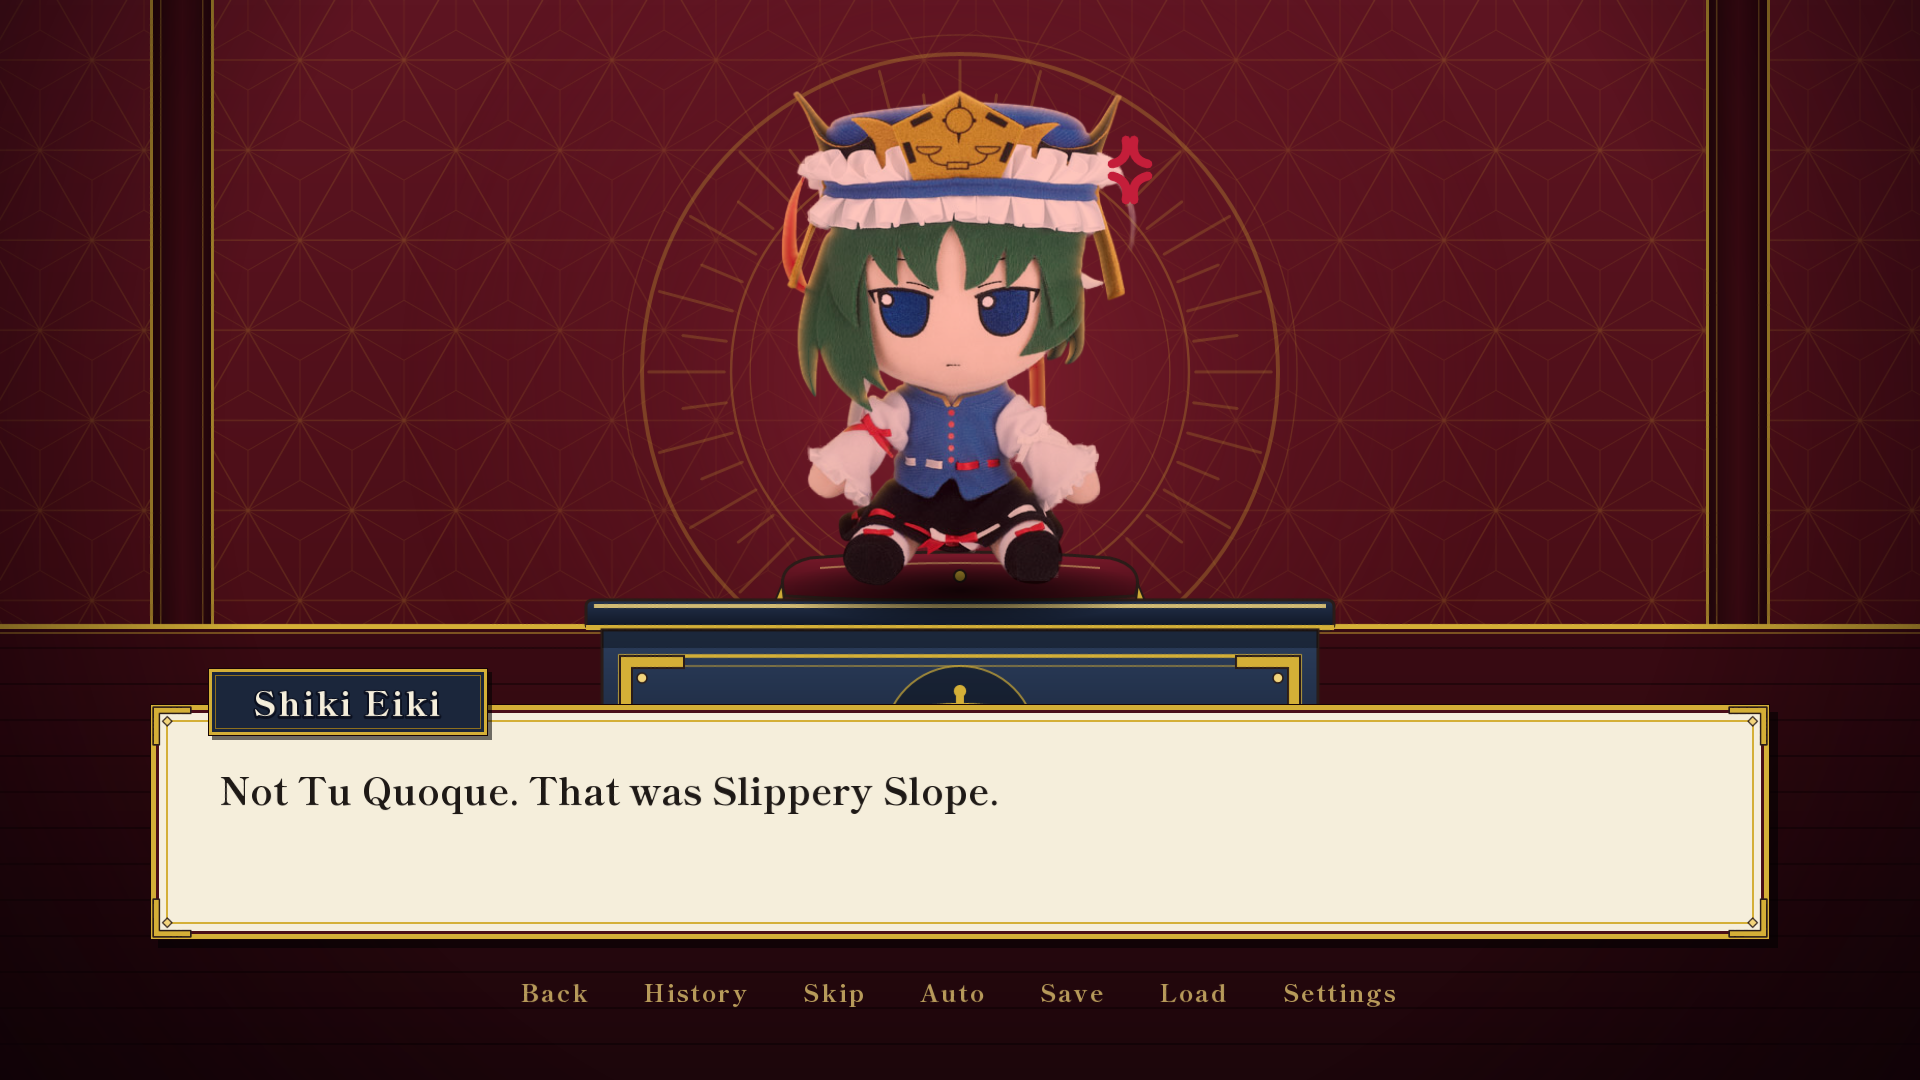 Shiki Eiki
Not Tu Quoque. That was Slippery Slope.
Back History Skip Auto Save Load Settings